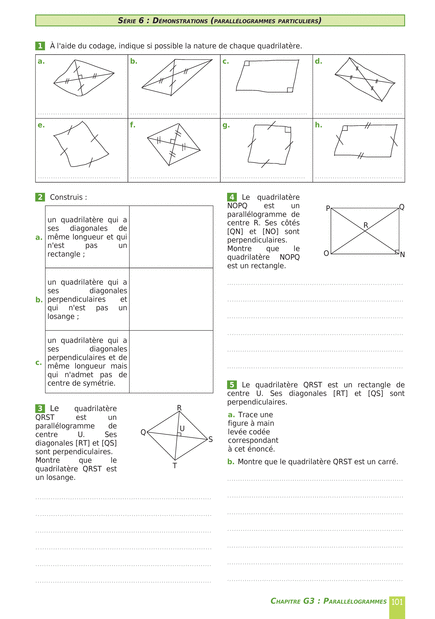 SÉRIE 6 : DÉMONSTRATIONS (PARALLÉLOGRAMMES PARTICULIERS)
1 À l'aide du codage, indique si possible la nature de chaque quadrilatère.
a. b. c. d.
e. f. g. h.
2 Construis :
a. un quadrilatère qui a
ses diagonales de
même longueur et qui
n'est pas un
rectangle ;
b. un quadrilatère qui a
ses diagonales
perpendiculaires et
qui n'est pas un
losange ;
c. un quadrilatère qui a
ses diagonales
perpendiculaires et de
même longueur mais
qui n'admet pas de
centre de symétrie.
3 Le quadrilatère
QRST est un
parallélogramme de
centre U. Ses
diagonales [RT] et [QS]
sont perpendiculaires.
Montre que le
quadrilatère QRST est
un losange.
R
Q U S
T
4 Le quadrilatère
NOPQ est un
parallélogramme de
centre R. Ses côtés
[QN] et [NO] sont
perpendiculaires.
Montre que le
quadrilatère NOPQ
est un rectangle.
P Q
R
O N
5 Le quadrilatère QRST est un rectangle de
centre U. Ses diagonales [RT] et [QS] sont
perpendiculaires.
a. Trace une
figure à main
levée codée
correspondant
à cet énoncé.
b. Montre que le quadrilatère QRST est un carré.
CHAPITRE G3 : PARALLÉLOGRAMMES 101